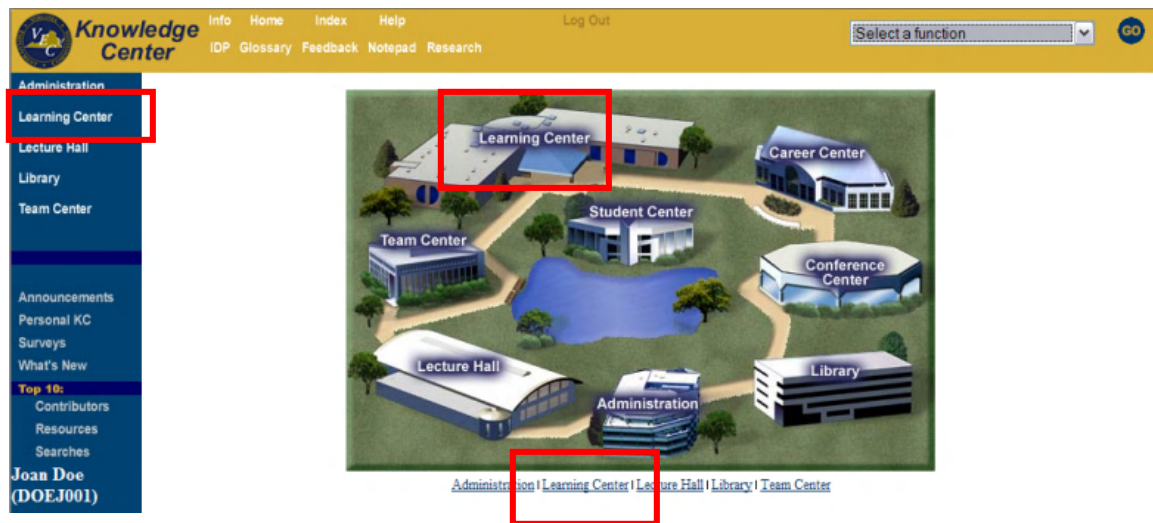 VEC
Knowledge
Center
Info Home Index Help Log Out
IDP Glossary Feedback Notepad Research
Select a function
GO
Administration
Learning Center
Lecture Hall
Library
Team Center
Announcements
Personal KC
Surveys
What's New
Top 10:
Contributors
Resources
Searches
Joan Doe
(DOEJ001)
Learning Center
Career Center
Student Center
Team Center
Conference
Center
Lecture Hall
Library
Administration
Administration | Learning Center | Lecture Hall | Library | Team Center